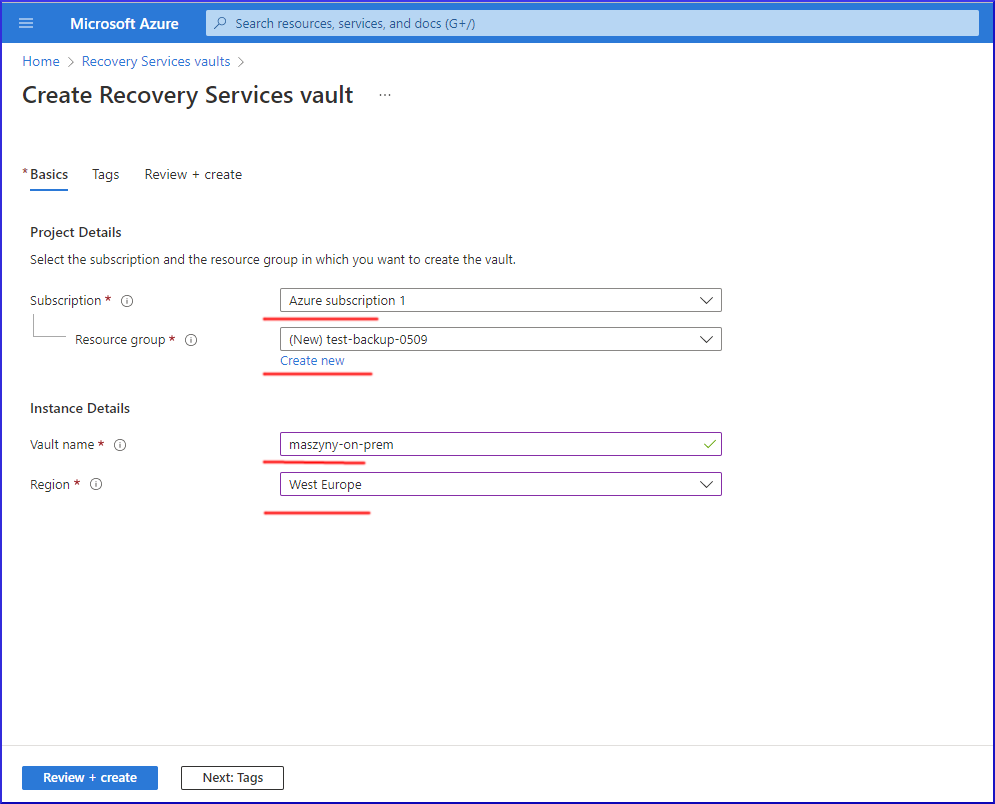 Microsoft Azure
Search resources, services, and docs (G+/)
Home > Recovery Services vaults >
Create Recovery Services vault ...
* Basics Tags Review + create
Project Details
Select the subscription and the resource group in which you want to create the vault.
Subscription * Azure subscription 1
Resource group * (New) test-backup-0509
Create new
Instance Details
Vault name * maszyny-on-prem
Region * West Europe
Review + create Next: Tags